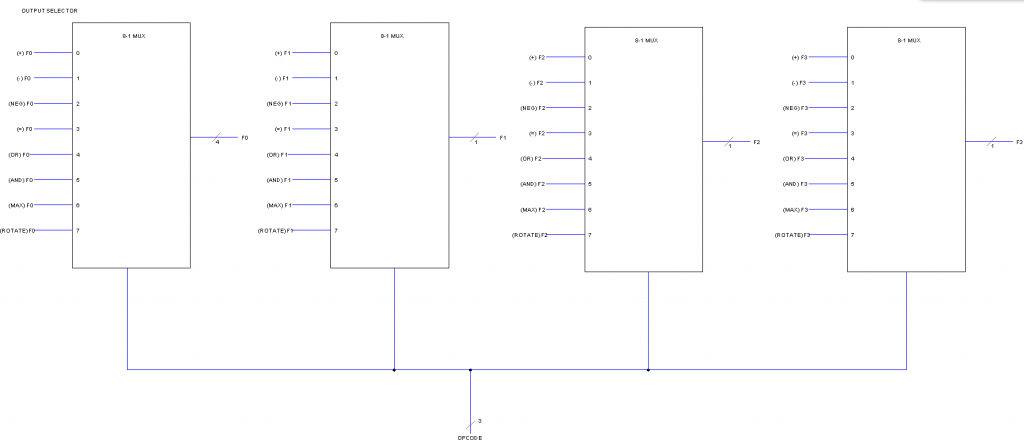 OUTPUT SELECTOR
8-1 MUX
(+) F0 0
(-) F0 1
(NEG) F0 2
(=) F0 3
(OR) F0 4
(AND) F0 5
(MAX) F0 6
(ROTATE) F0 7
4 F0
8-1 MUX
(+) F1 0
(-) F1 1
(NEG) F1 2
(=) F1 3
(OR) F1 4
(AND) F1 5
(MAX) F1 6
(ROTATE) F1 7
1 F1
8-1 MUX
(+) F2 0
(-) F2 1
(NEG) F2 2
(=) F2 3
(OR) F2 4
(AND) F2 5
(MAX) F2 6
(ROTATE) F2 7
1 F2
8-1 MUX
(+) F3 0
(-) F3 1
(NEG) F3 2
(=) F3 3
(OR) F3 4
(AND) F3 5
(MAX) F3 6
(ROTATE) F3 7
1 F3
3
OPCODE